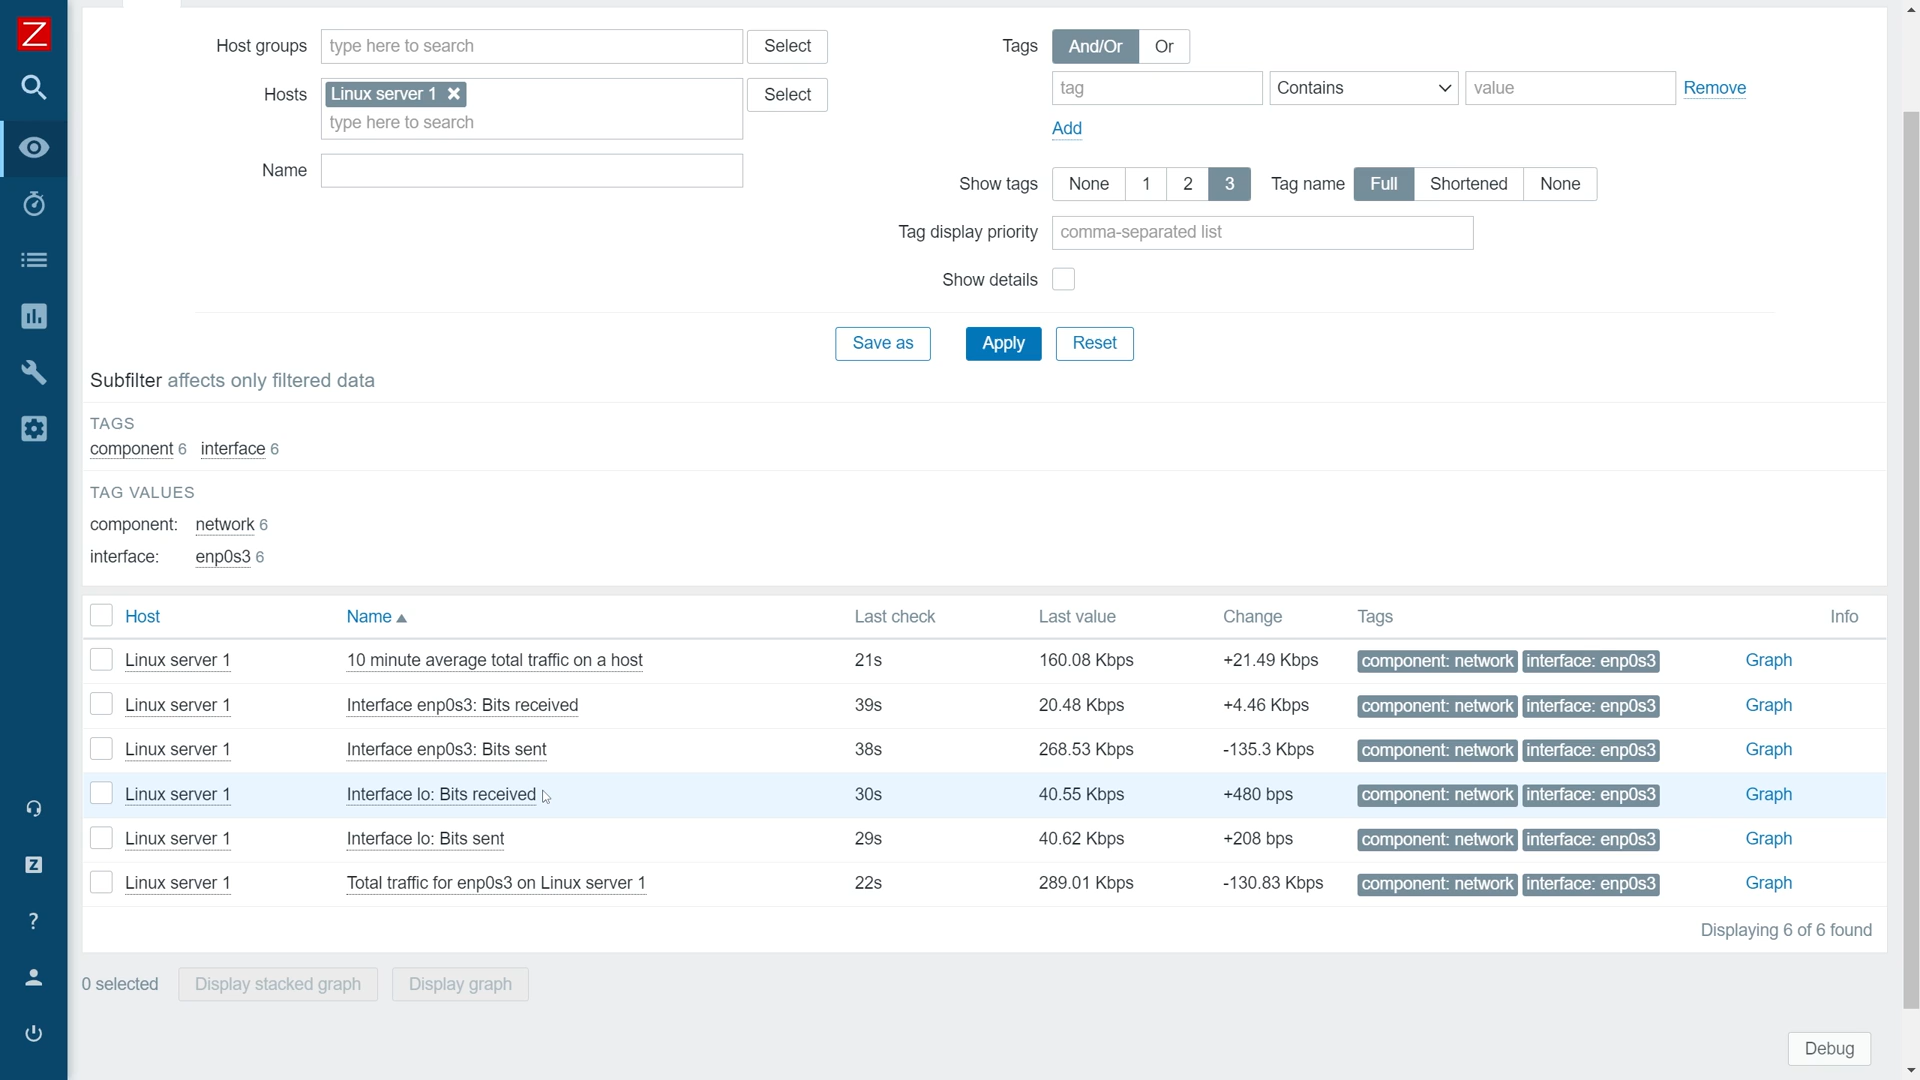 Z
Host groups type here to search Select Tags And/Or Or
Hosts Linux server 1 Select tag Contains value Remove
type here to search
Add
Name
Show tags None 1 2 3 Tag name Full Shortened None
Tag display priority comma-separated list
Show details
Save as Apply Reset
Subfilter affects only filtered data
TAGS
component 6 interface 6
TAG VALUES
component: network 6
interface: enp0s3 6
Host Name Last check Last value Change Tags Info
Linux server 1 10 minute average total traffic on a host 21s 160.08 Kbps +21.49 Kbps component: network interface: enp0s3 Graph
Linux server 1 Interface enp0s3: Bits received 39s 20.48 Kbps +4.46 Kbps component: network interface: enp0s3 Graph
Linux server 1 Interface enp0s3: Bits sent 38s 268.53 Kbps -135.3 Kbps component: network interface: enp0s3 Graph
Linux server 1 Interface lo: Bits received 30s 40.55 Kbps +480 bps component: network interface: enp0s3 Graph
Linux server 1 Interface lo: Bits sent 29s 40.62 Kbps +208 bps component: network interface: enp0s3 Graph
Linux server 1 Total traffic for enp0s3 on Linux server 1 22s 289.01 Kbps -130.83 Kbps component: network interface: enp0s3 Graph
Z
?
Displaying 6 of 6 found
0 selected Display stacked graph Display graph
Debug